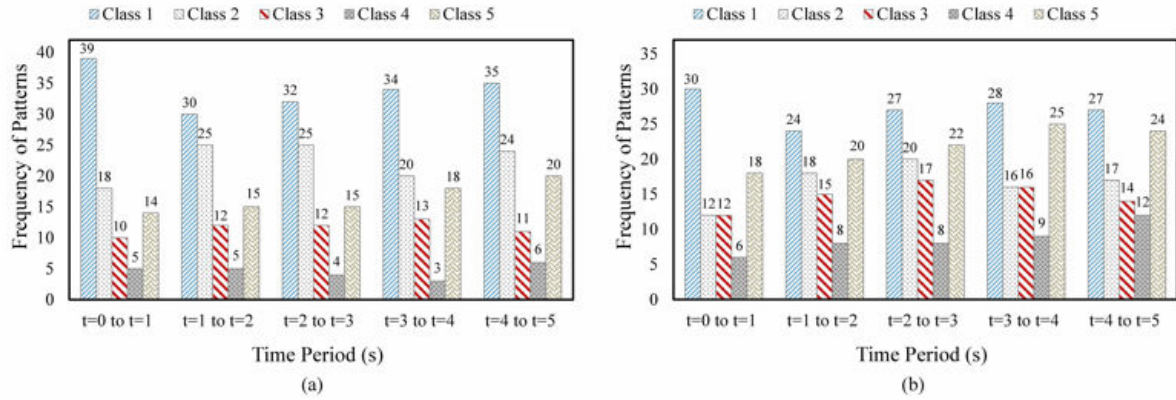 Class 1 Class 2 Class 3 Class 4 Class 5
Frequency of Patterns
40
35
30
25
20
15
10
5
0
39 18 10 5 14
30 25 12 5 15
32 25 12 4 15
34 20 13 3 18
35 24 11 6 20
t=0 to t=1 t=1 to t=2 t=2 to t=3 t=3 to t=4 t=4 to t=5
Time Period (s)
(a)
Class 1 Class 2 Class 3 Class 4 Class 5
Frequency of Patterns
35
30
25
20
15
10
5
0
30 12 12 6 18
24 18 15 8 20
27 20 17 8 22
28 16 16 9 25
27 17 14 12 24
t=0 to t=1 t=1 to t=2 t=2 to t=3 t=3 to t=4 t=4 to t=5
Time Period (s)
(b)